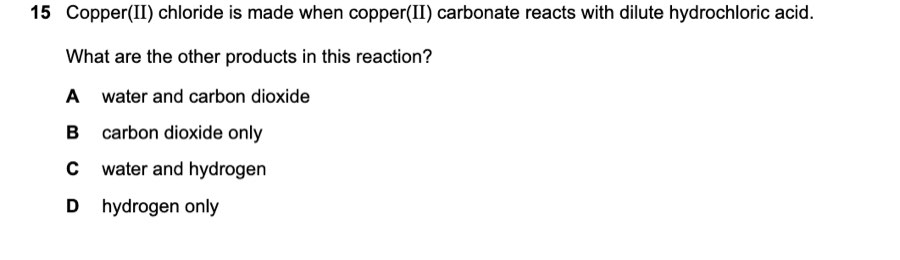 15 Copper(II) chloride is made when copper(II) carbonate reacts with dilute hydrochloric acid.
What are the other products in this reaction?
A water and carbon dioxide
B carbon dioxide only
C water and hydrogen
D hydrogen only